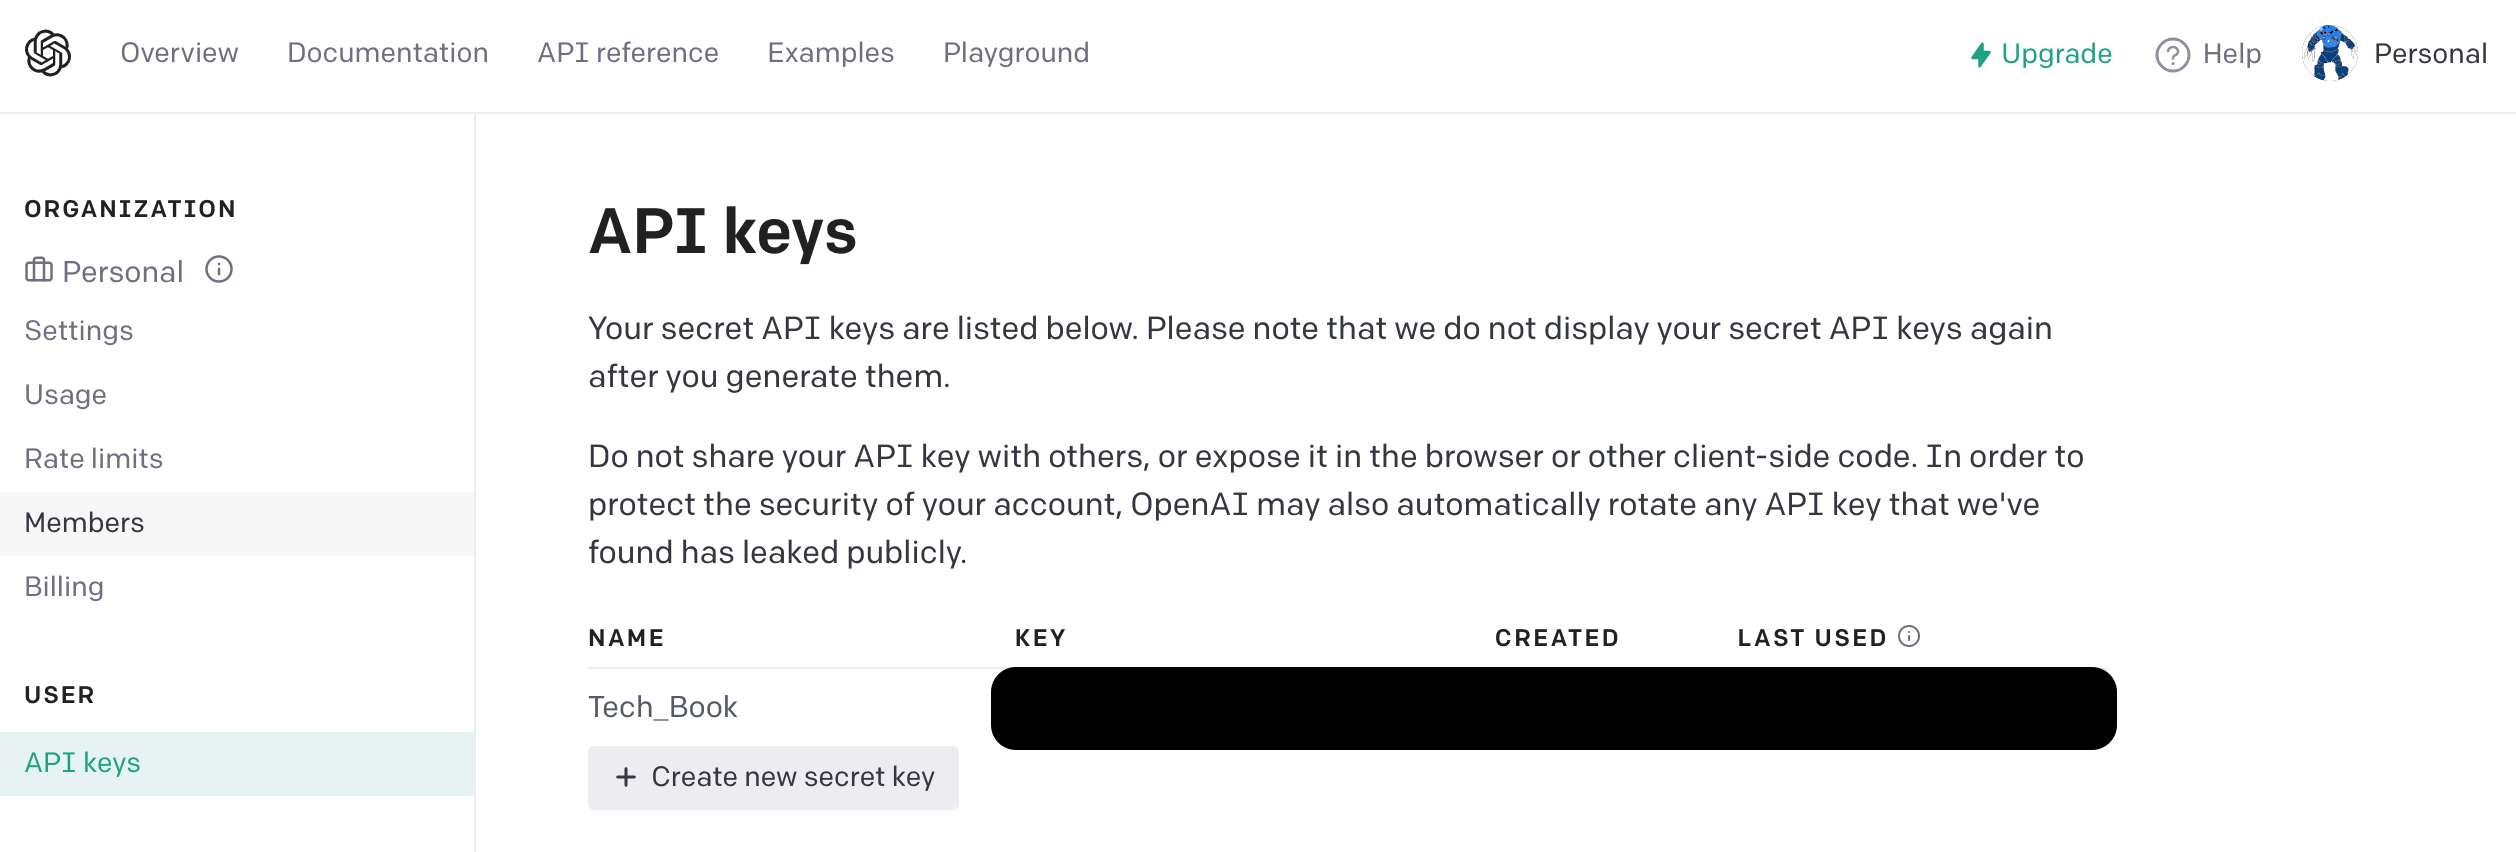 Overview Documentation API reference Examples Playground Upgrade Help Personal
ORGANIZATION
Personal
Settings
Usage
Rate limits
Members
Billing
USER
API keys
API keys
Your secret API keys are listed below. Please note that we do not display your secret API keys again
after you generate them.
Do not share your API key with others, or expose it in the browser or other client-side code. In order to
protect the security of your account, OpenAI may also automatically rotate any API key that we've
found has leaked publicly.
NAME KEY CREATED LAST USED
Tech_Book
+ Create new secret key